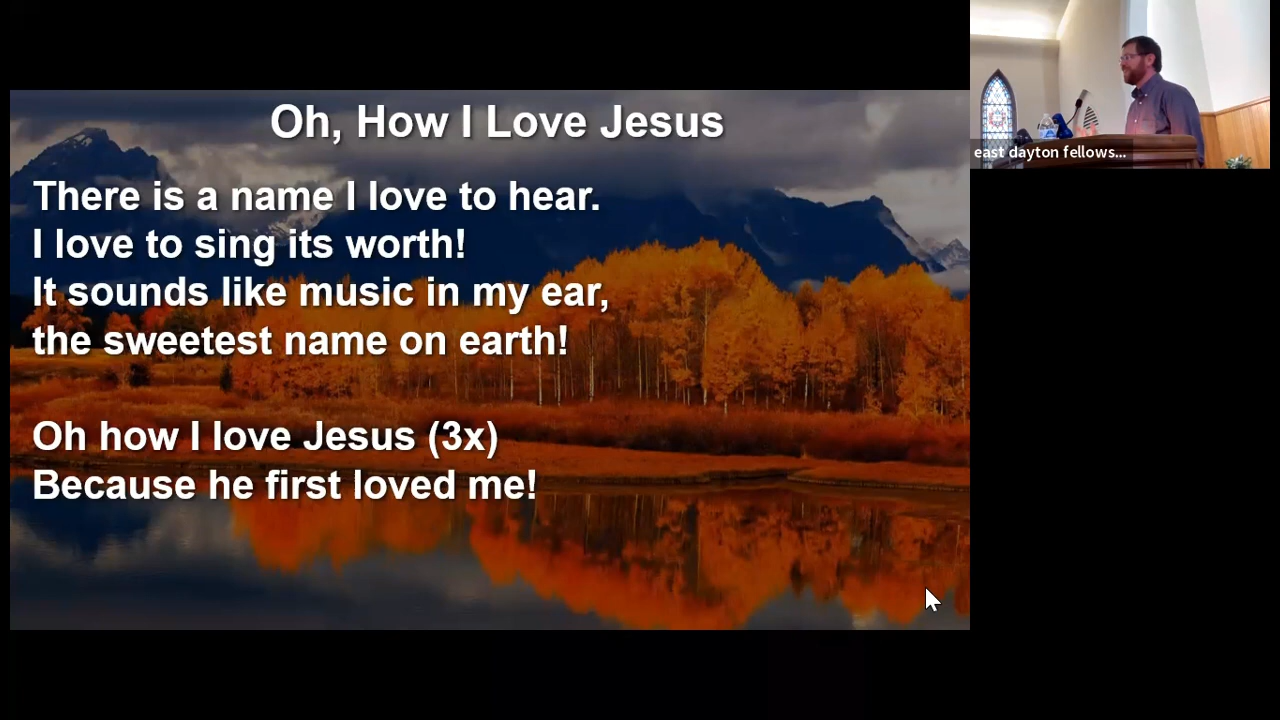 Oh, How I Love Jesus
There is a name I love to hear.
I love to sing its worth!
It sounds like music in my ear,
the sweetest name on earth!
Oh how I love Jesus (3x)
Because he first loved me!
east dayton fellows...